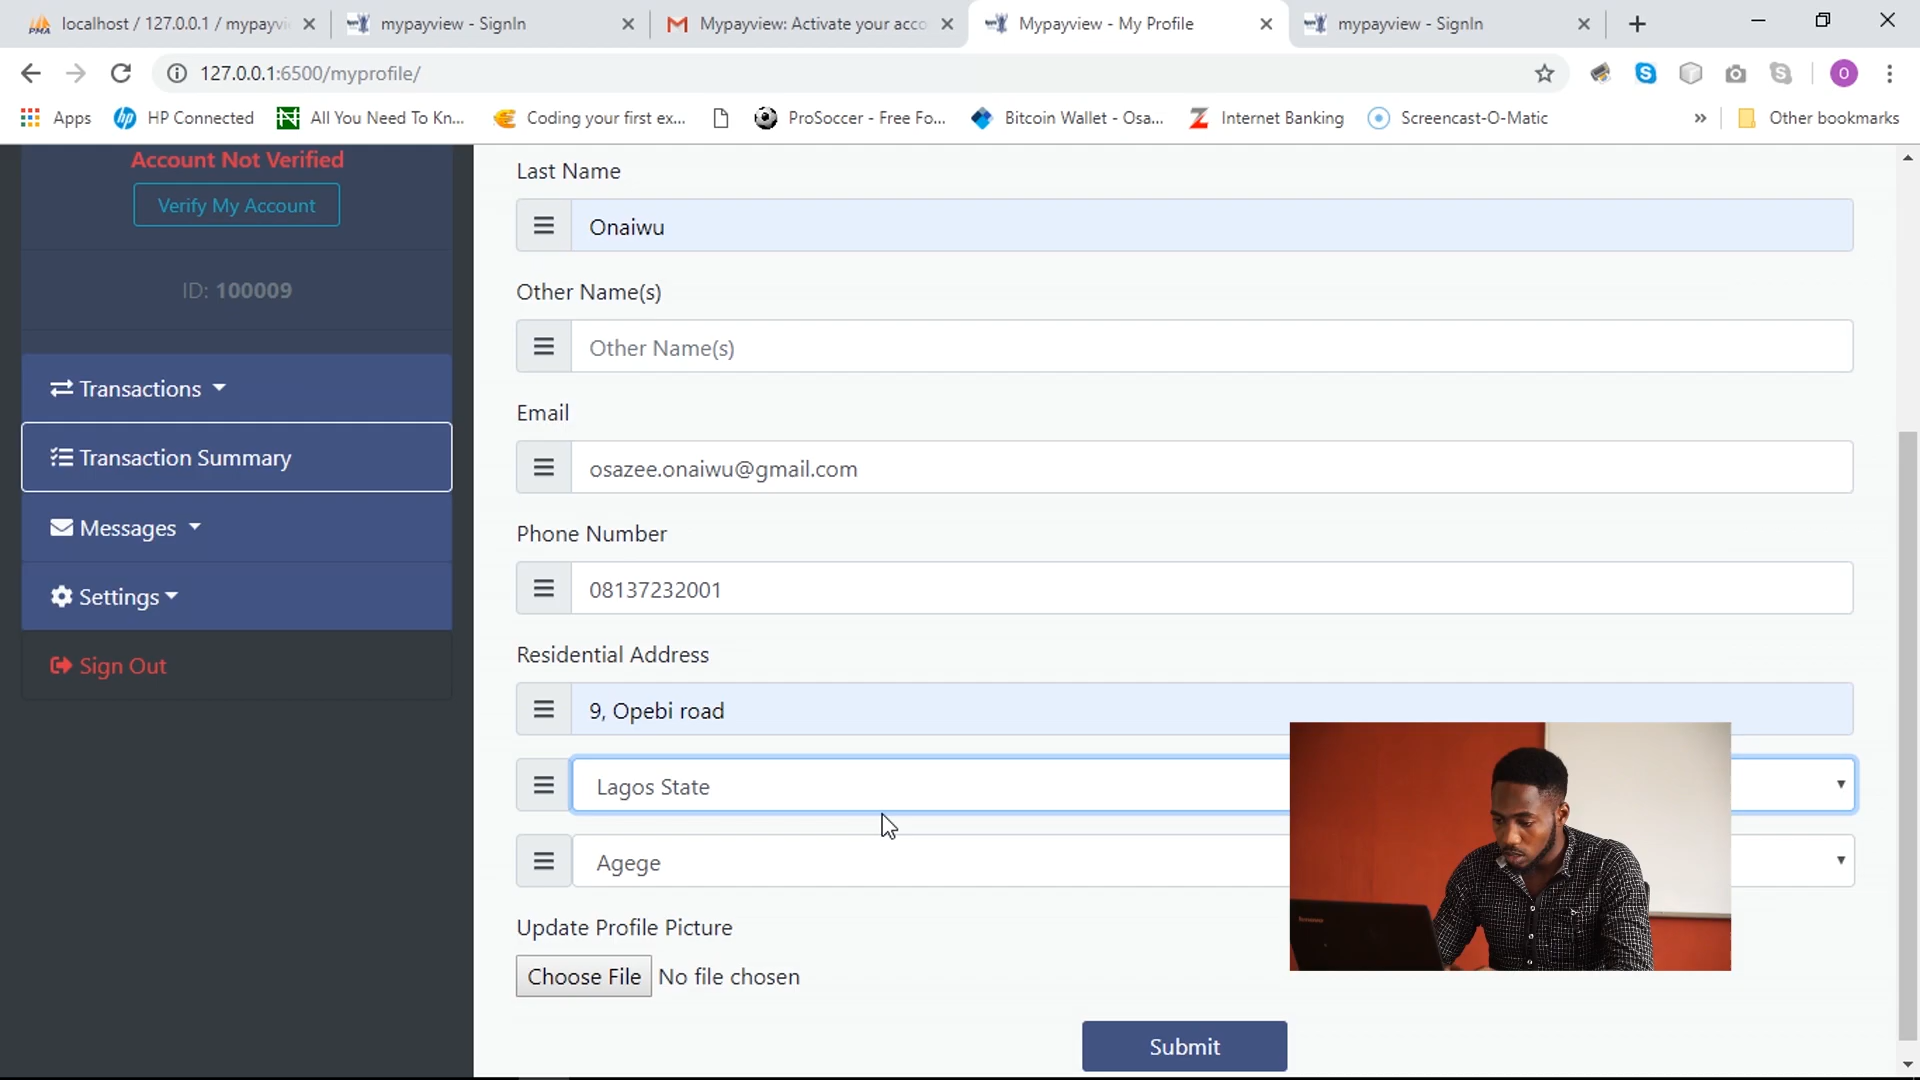 localhost / 127.0.0.1 / mypayvi
mypayview - SignIn
Mypayview: Activate your acco
Mypayview - My Profile
mypayview - SignIn
127.0.0.1:6500/myprofile/
O
Apps
HP Connected
All You Need To Kn...
Coding your first ex...
ProSoccer - Free Fo...
Bitcoin Wallet - Osa...
Internet Banking
Screencast-O-Matic
»
Other bookmarks
Account Not Verified
Verify My Account
ID: 100009
Transactions
Transaction Summary
Messages
Settings
Sign Out
Last Name
Onaiwu
Other Name(s)
Other Name(s)
Email
osazee.onaiwu@gmail.com
Phone Number
08137232001
Residential Address
9, Opebi road
Lagos State
Agege
Update Profile Picture
Choose File No file chosen
Submit